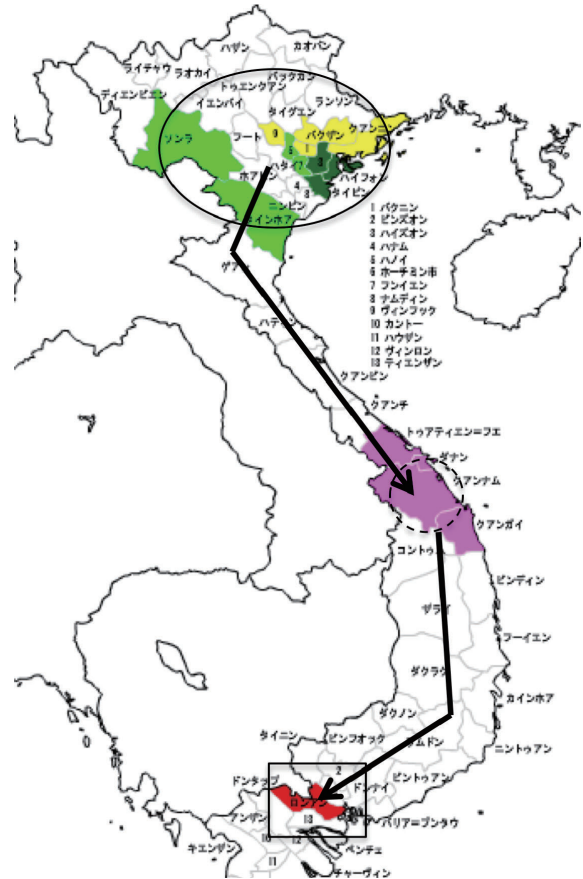 ハザン
カオバン
ライチャウ
ラオカイ
バックカン
トゥエンクアン
ディエンビエン
イエンバイ
ランソン
タイグエン
ソンラ
フート
9
バクザン
クアンニン
1
5
ハタイ7
3
ハイフォン
ホアビン
4
8
タイビン
ニンビン
タインホア
1 バクニン
2 ビンズオン
3 ハイズオン
4 ハナム
5 ハノイ
6 ホーチミン市
7 フンイエン
8 ナムディン
9 ヴィンフック
10 カントー
11 ハウザン
12 ヴィンロン
13 ティエンザン
ゲアン
ハティン
クアンビン
クアンチ
トゥアティエン=フエ
ダナン
クアンナム
クアンガイ
コントゥム
ビンディン
ザライ
フーイエン
ダクラク
カインホア
ダクノン
タイニン
ビンフオック
ラムドン
ニントゥアン
2
ドンタップ
ドンナイ
ビントゥアン
ロンアン
アンザン
13
バリア=ブンタウ
10
12
ベンチェ
キエンザン
11
チャーヴィン